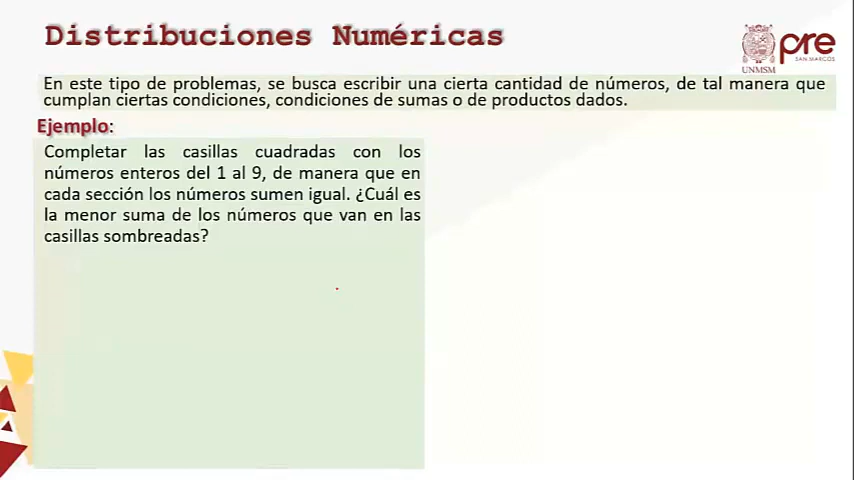 Distribuciones Numéricas
UNMSM
pre
SAN MARCOS
En este tipo de problemas, se busca escribir una cierta cantidad de números, de tal manera que
cumplan ciertas condiciones, condiciones de sumas o de productos dados.
Ejemplo:
Completar las casillas cuadradas con los
números enteros del 1 al 9, de manera que en
cada sección los números sumen igual. ¿Cuál es
la menor suma de los números que van en las
casillas sombreadas?